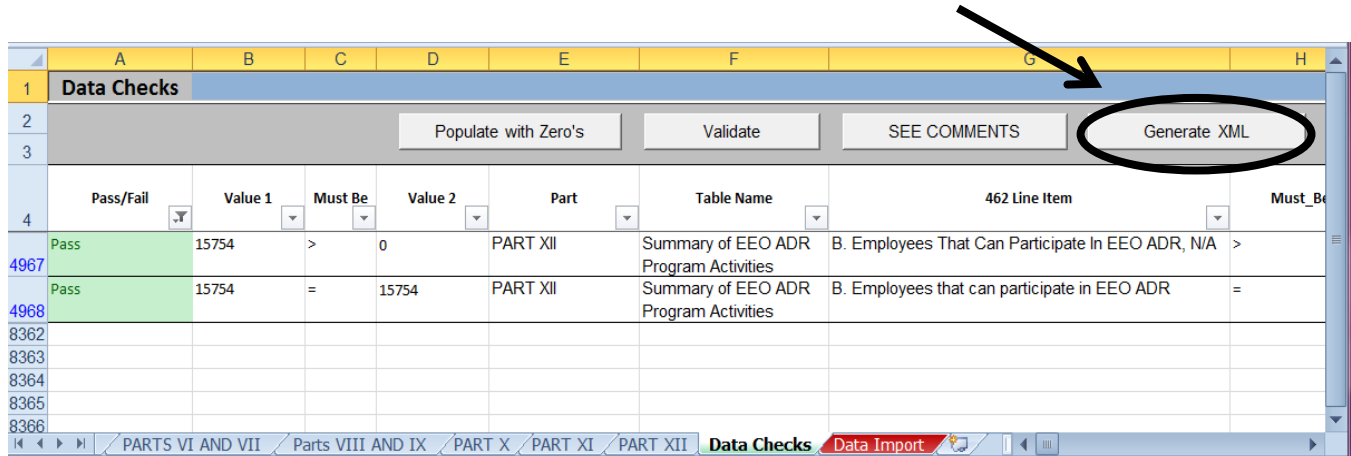 A B C D E F G H
1 Data Checks
2 Populate with Zero's Validate SEE COMMENTS Generate XML
3
4 Pass/Fail Value 1 Must Be Value 2 Part Table Name 462 Line Item Must_Be
4967 Pass 15754 > 0 PART XII Summary of EEO ADR B. Employees That Can Participate In EEO ADR, N/A >
Program Activities
4968 Pass 15754 = 15754 PART XII Summary of EEO ADR B. Employees that can participate in EEO ADR =
Program Activities
8362
8363
8364
8365
8366
PARTS VI AND VII Parts VIII AND IX PART X PART XI PART XII Data Checks Data Import